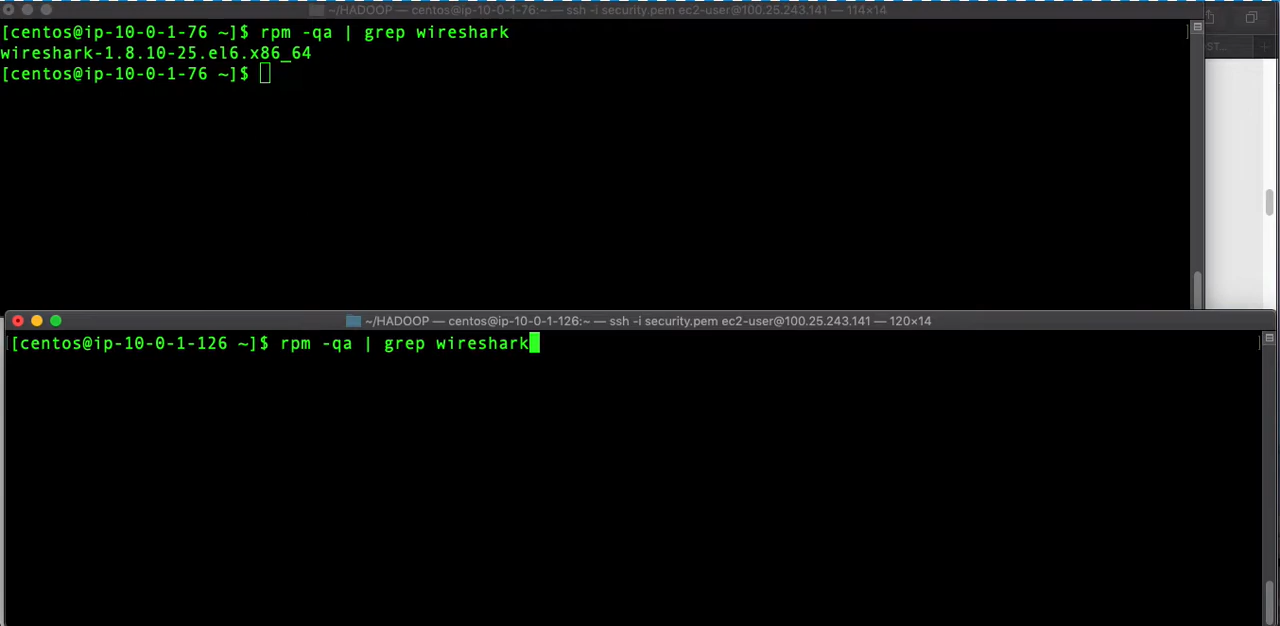 ~/HADOOP — centos@ip-10-0-1-76:~ — ssh -i security.pem ec2-user@100.25.243.141 — 114×14
[centos@ip-10-0-1-76 ~]$ rpm -qa | grep wireshark
wireshark-1.8.10-25.el6.x86_64
[centos@ip-10-0-1-76 ~]$
ST...
~/HADOOP — centos@ip-10-0-1-126:~ — ssh -i security.pem ec2-user@100.25.243.141 — 120×14
[centos@ip-10-0-1-126 ~]$ rpm -qa | grep wireshark